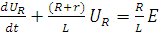 dU_R/dt + (R+r)/L U_R = R/L E